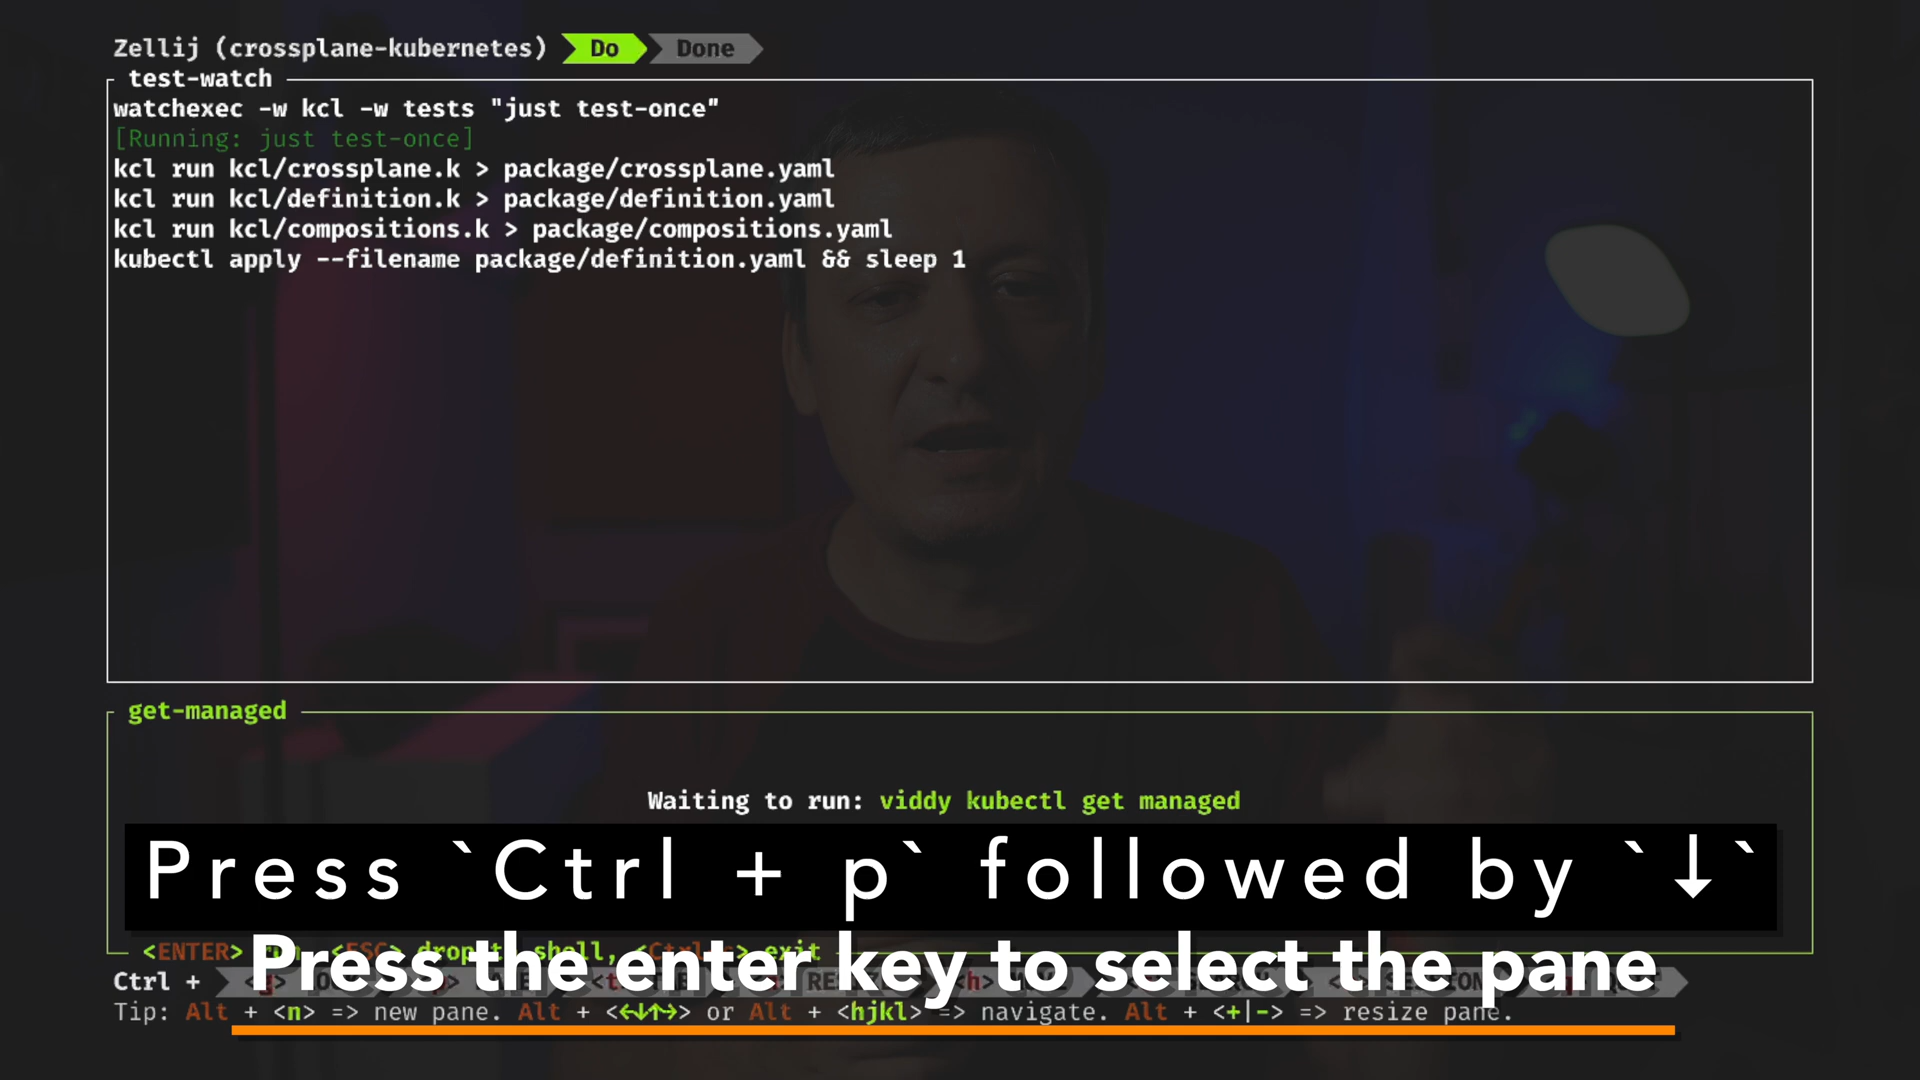 Zellij (crossplane-kubernetes) Do Done
test-watch
watchexec -w kcl -w tests "just test-once"
[Running: just test-once]
kcl run kcl/crossplane.k > package/crossplane.yaml
kcl run kcl/definition.k > package/definition.yaml
kcl run kcl/compositions.k > package/compositions.yaml
kubectl apply --filename package/definition.yaml && sleep 1
get-managed
Waiting to run: viddy kubectl get managed
Press `Ctrl + p` followed by `↓`
<ENTER> shell, exit
Press the enter key to select the pane
Ctrl +
Tip: Alt + <n> => new pane. Alt + <←↓↑→> or Alt + <hjkl> => navigate. Alt + <+|-> => resize pane.